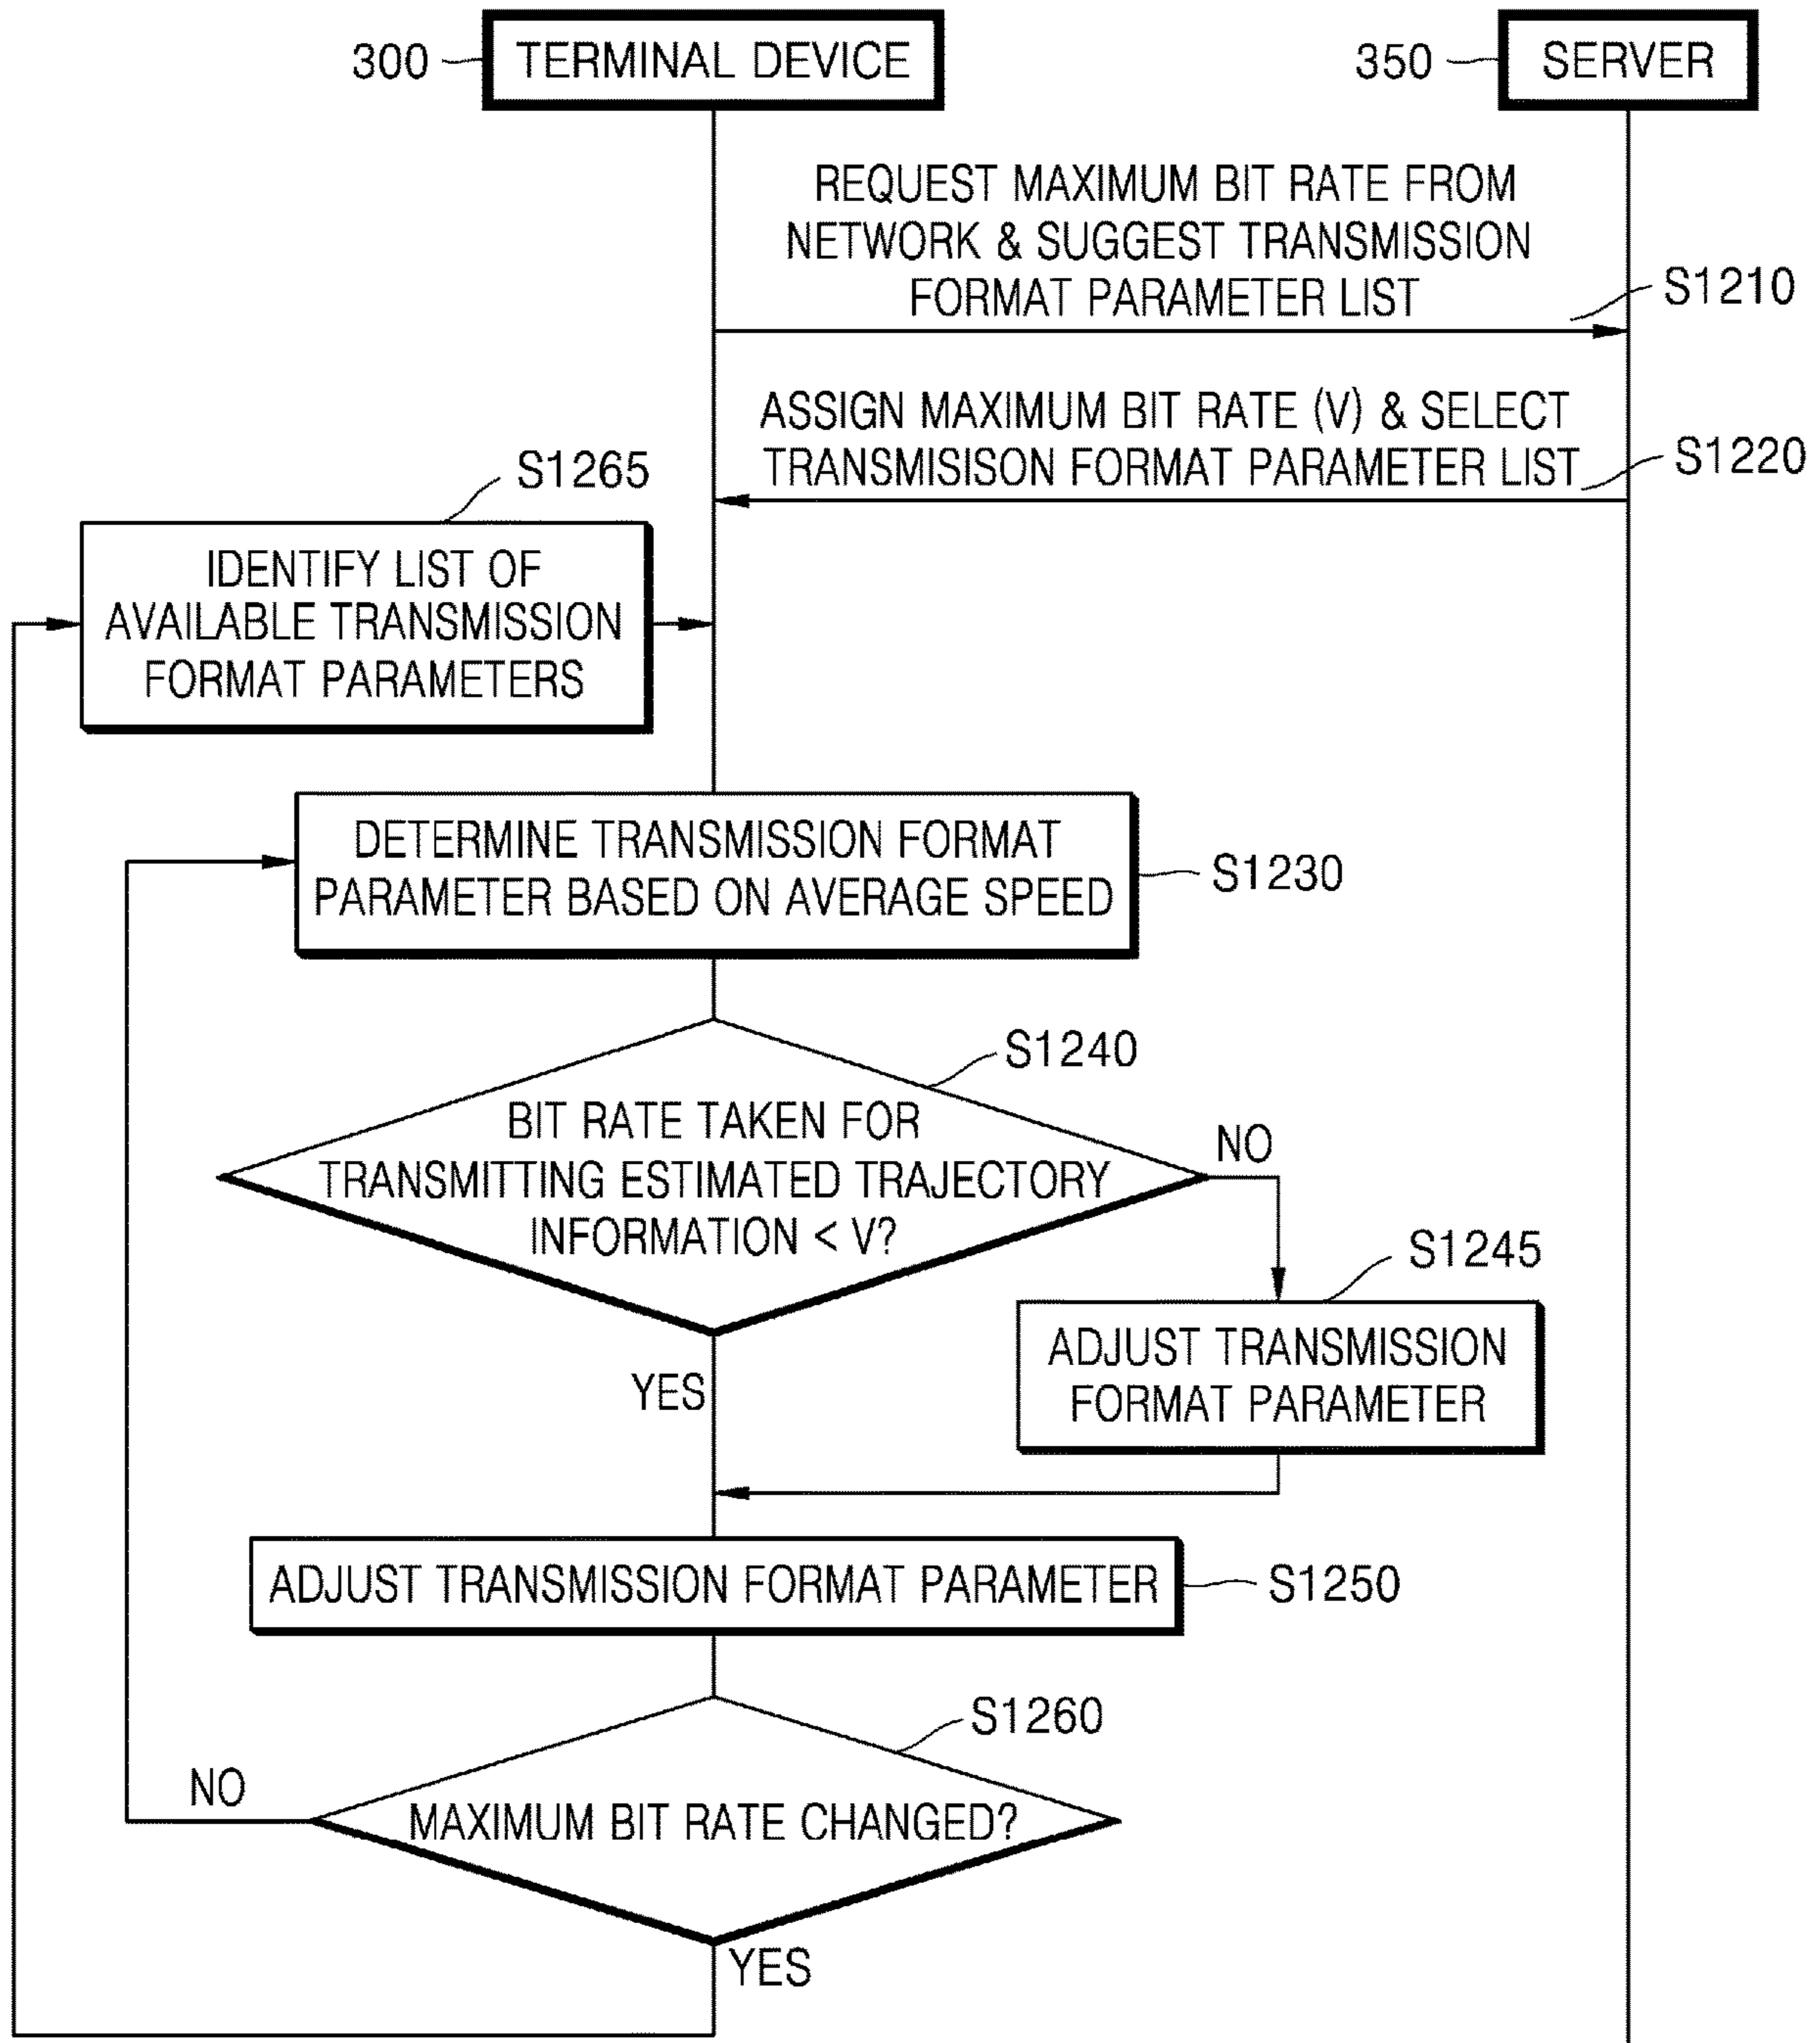 300
TERMINAL DEVICE
350
SERVER
REQUEST MAXIMUM BIT RATE FROM
NETWORK & SUGGEST TRANSMISSION
FORMAT PARAMETER LIST
S1210
ASSIGN MAXIMUM BIT RATE (V) & SELECT
TRANSMISISON FORMAT PARAMETER LIST
S1220
S1265
IDENTIFY LIST OF
AVAILABLE TRANSMISSION
FORMAT PARAMETERS
DETERMINE TRANSMISSION FORMAT
PARAMETER BASED ON AVERAGE SPEED
S1230
S1240
BIT RATE TAKEN FOR
TRANSMITTING ESTIMATED TRAJECTORY
INFORMATION < V?
NO
S1245
ADJUST TRANSMISSION
FORMAT PARAMETER
YES
ADJUST TRANSMISSION FORMAT PARAMETER
S1250
S1260
NO
MAXIMUM BIT RATE CHANGED?
YES